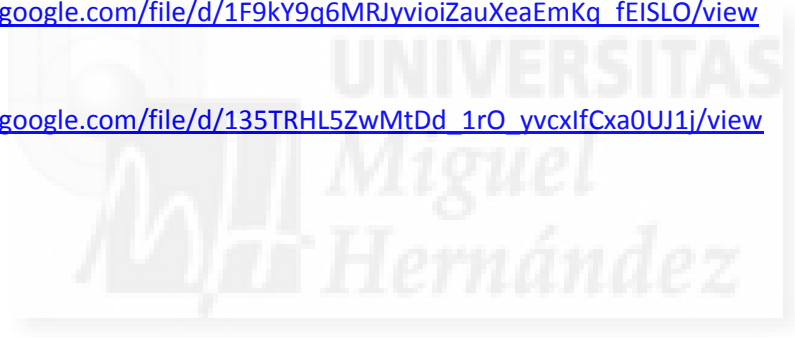 google.com/file/d/1F9kY9q6MRJyvioiZauXeaEmKq_fEISLO/view
UNIVERSITAS
google.com/file/d/135TRHL5ZwMtDd_1rO_yvcxIfCxa0UJ1j/view
Miguel
Hernández